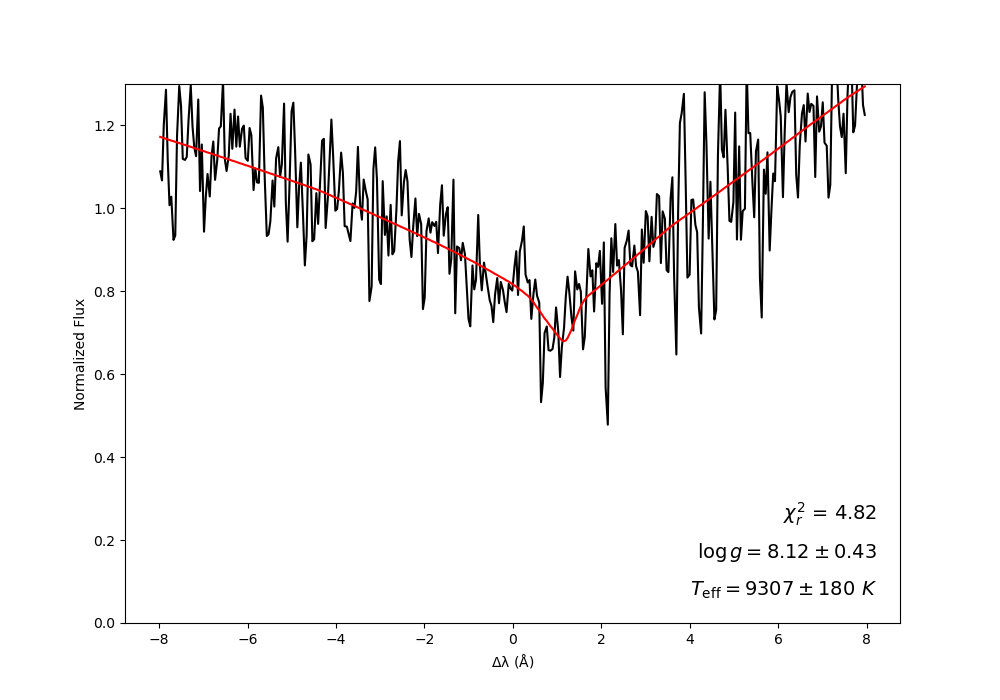 Normalized Flux
1.2
1.0
0.8
0.6
0.4
0.2
0.0
χ²ᵣ = 4.82
log g = 8.12 ± 0.43
T_eff = 9307 ± 180 K
−8 −6 −4 −2 0 2 4 6 8
Δλ (Å)